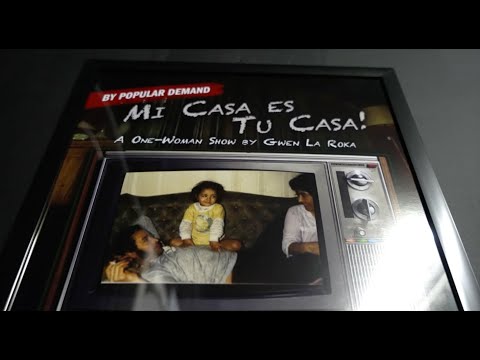 BY POPULAR DEMAND
MI CASA ES
TU CASA!
A ONE-WOMAN SHOW BY GWEN LA ROKA